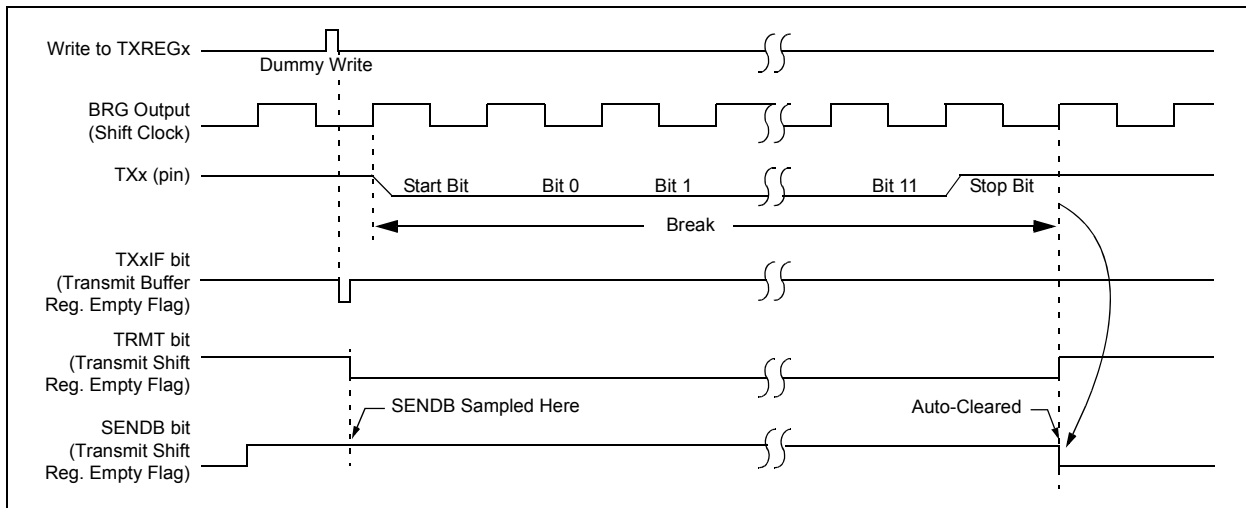 Write to TXREGx
Dummy Write
BRG Output
(Shift Clock)
TXx (pin)
Start Bit
Bit 0
Bit 1
Bit 11
Stop Bit
Break
TXxIF bit
(Transmit Buffer
Reg. Empty Flag)
TRMT bit
(Transmit Shift
Reg. Empty Flag)
SENDB Sampled Here
Auto-Cleared
SENDB bit
(Transmit Shift
Reg. Empty Flag)